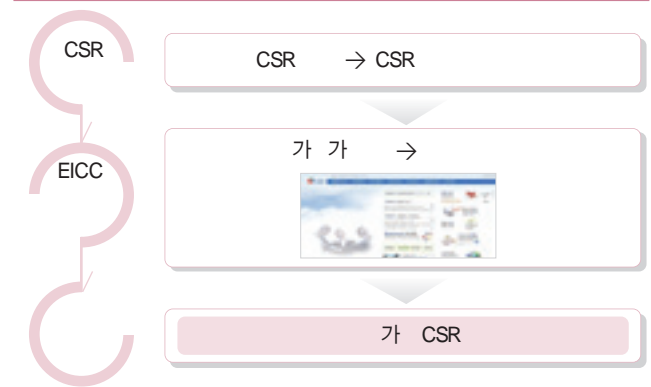 CSR
CSR → CSR
EICC
가 가 →
가 CSR